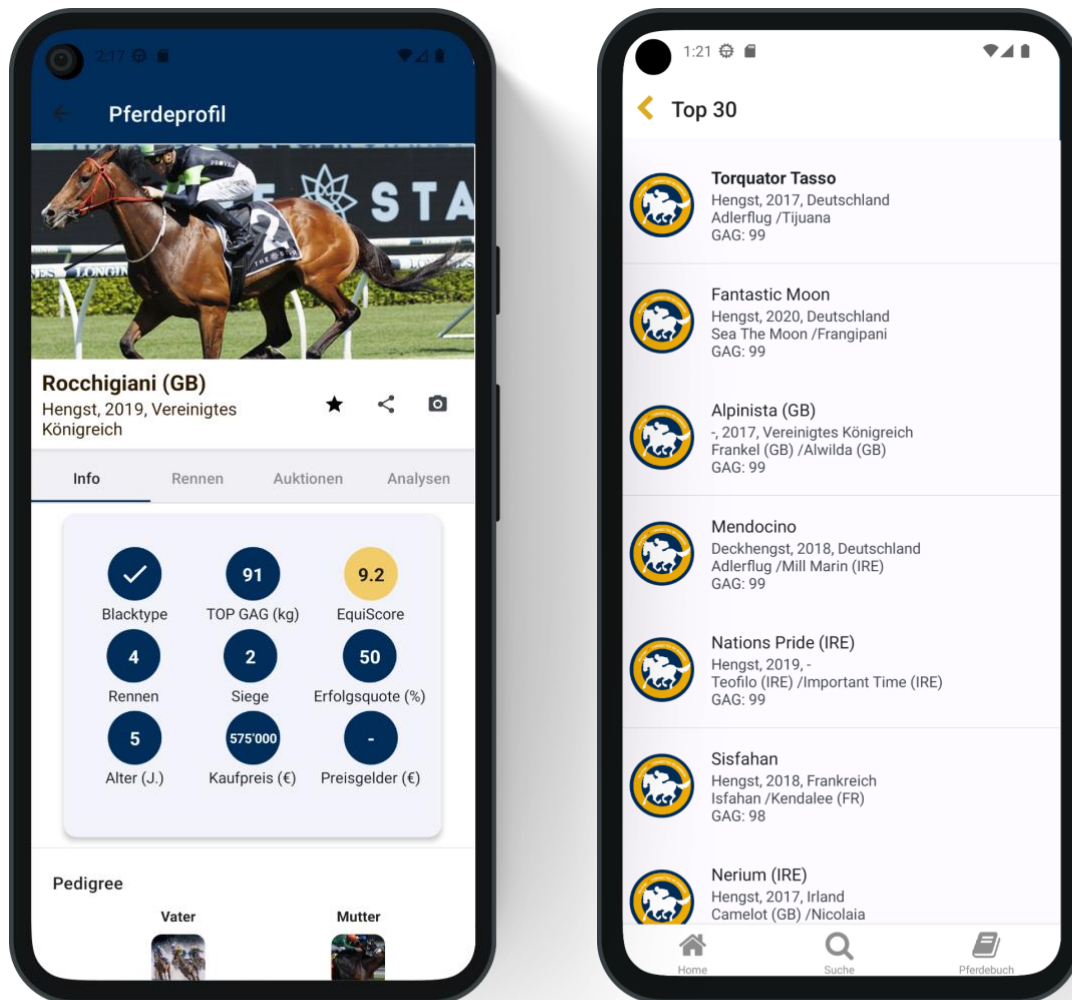 2:17
Pferdeprofil
STA
LONGIN
2
THE
Rocchigiani (GB)
Hengst, 2019, Vereinigtes
Königreich
Info
Rennen
Auktionen
Analysen
91
9.2
Blacktype
TOP GAG (kg)
EquiScore
4
2
50
Rennen
Siege
Erfolgsquote (%)
5
575'000
-
Alter (J.)
Kaufpreis (€)
Preisgelder (€)
Pedigree
Vater
Mutter
1:21
Top 30
Torquator Tasso
Hengst, 2017, Deutschland
Adlerflug /Tijuana
GAG: 99
Fantastic Moon
Hengst, 2020, Deutschland
Sea The Moon /Frangipani
GAG: 99
Alpinista (GB)
-, 2017, Vereinigtes Königreich
Frankel (GB) /Alwilda (GB)
GAG: 99
Mendocino
Deckhengst, 2018, Deutschland
Adlerflug /Mill Marin (IRE)
GAG: 99
Nations Pride (IRE)
Hengst, 2019, -
Teofilo (IRE) /Important Time (IRE)
GAG: 99
Sisfahan
Hengst, 2018, Frankreich
Isfahan /Kendalee (FR)
GAG: 98
Nerium (IRE)
Hengst, 2017, Irland
Camelot (GB) /Nicolaia
Home
Suche
Pferdebuch